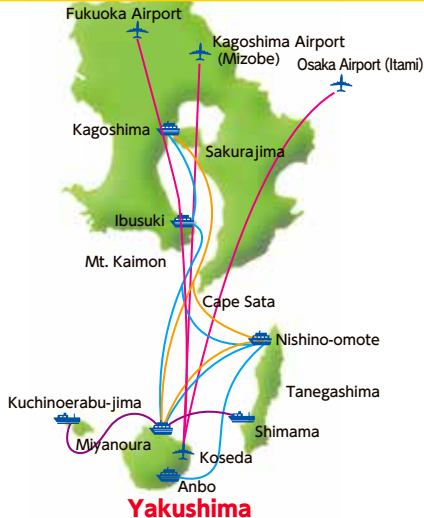 Fukuoka Airport
Kagoshima Airport
(Mizobe)
Osaka Airport (Itami)
Kagoshima
Sakurajima
Ibusuki
Mt. Kaimon
Cape Sata
Nishino-omote
Tanegashima
Kuchinoerabu-jima
Miyanoura
Shimama
Koseda
Anbo
Yakushima